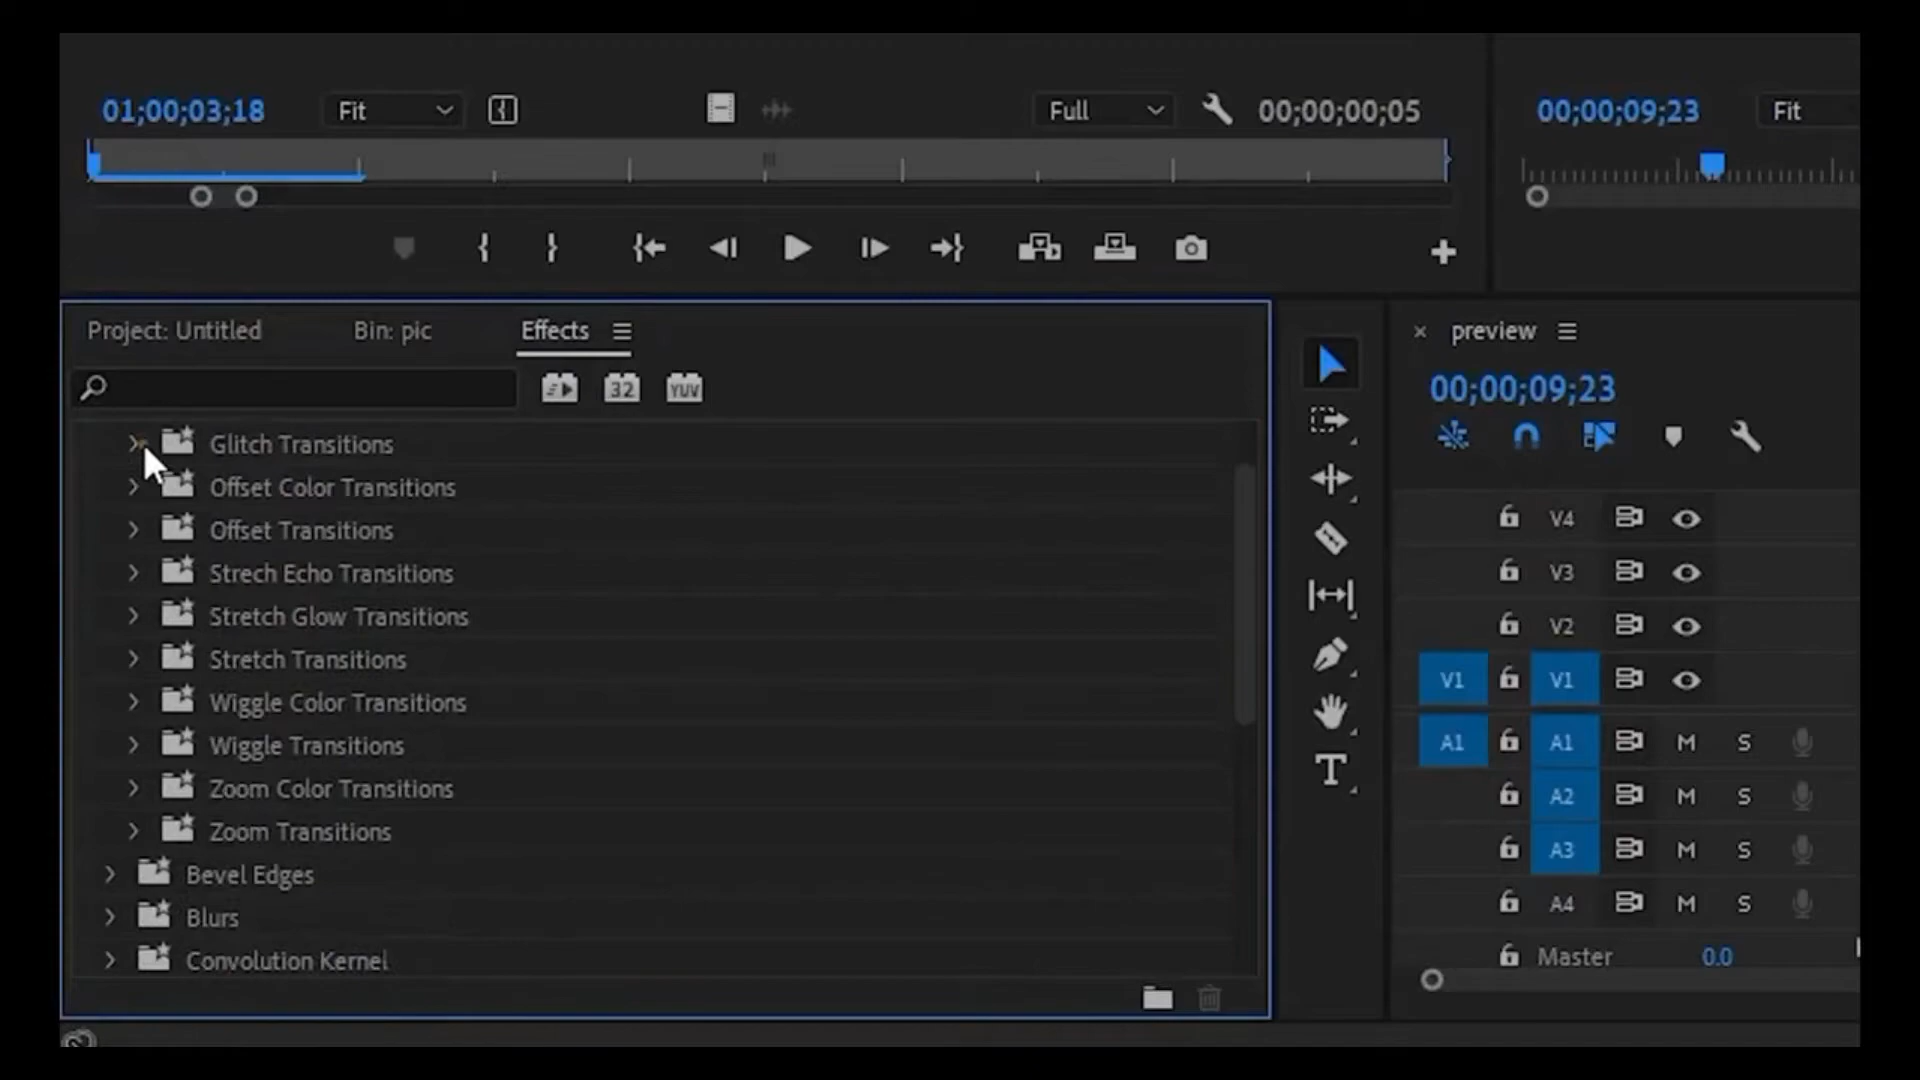 01;00;03;18 Fit Full 00;00;00;05 00;00;09;23 Fit
Project: Untitled Bin: pic Effects preview
32 YUV
00;00;09;23
Glitch Transitions
Offset Color Transitions
Offset Transitions
Strech Echo Transitions
Stretch Glow Transitions
Stretch Transitions
Wiggle Color Transitions
Wiggle Transitions
Zoom Color Transitions
Zoom Transitions
Bevel Edges
Blurs
Convolution Kernel
T
V4
V3
V2
V1 V1
A1 A1 M S
A2 M S
A3 M S
A4 M S
Master 0.0